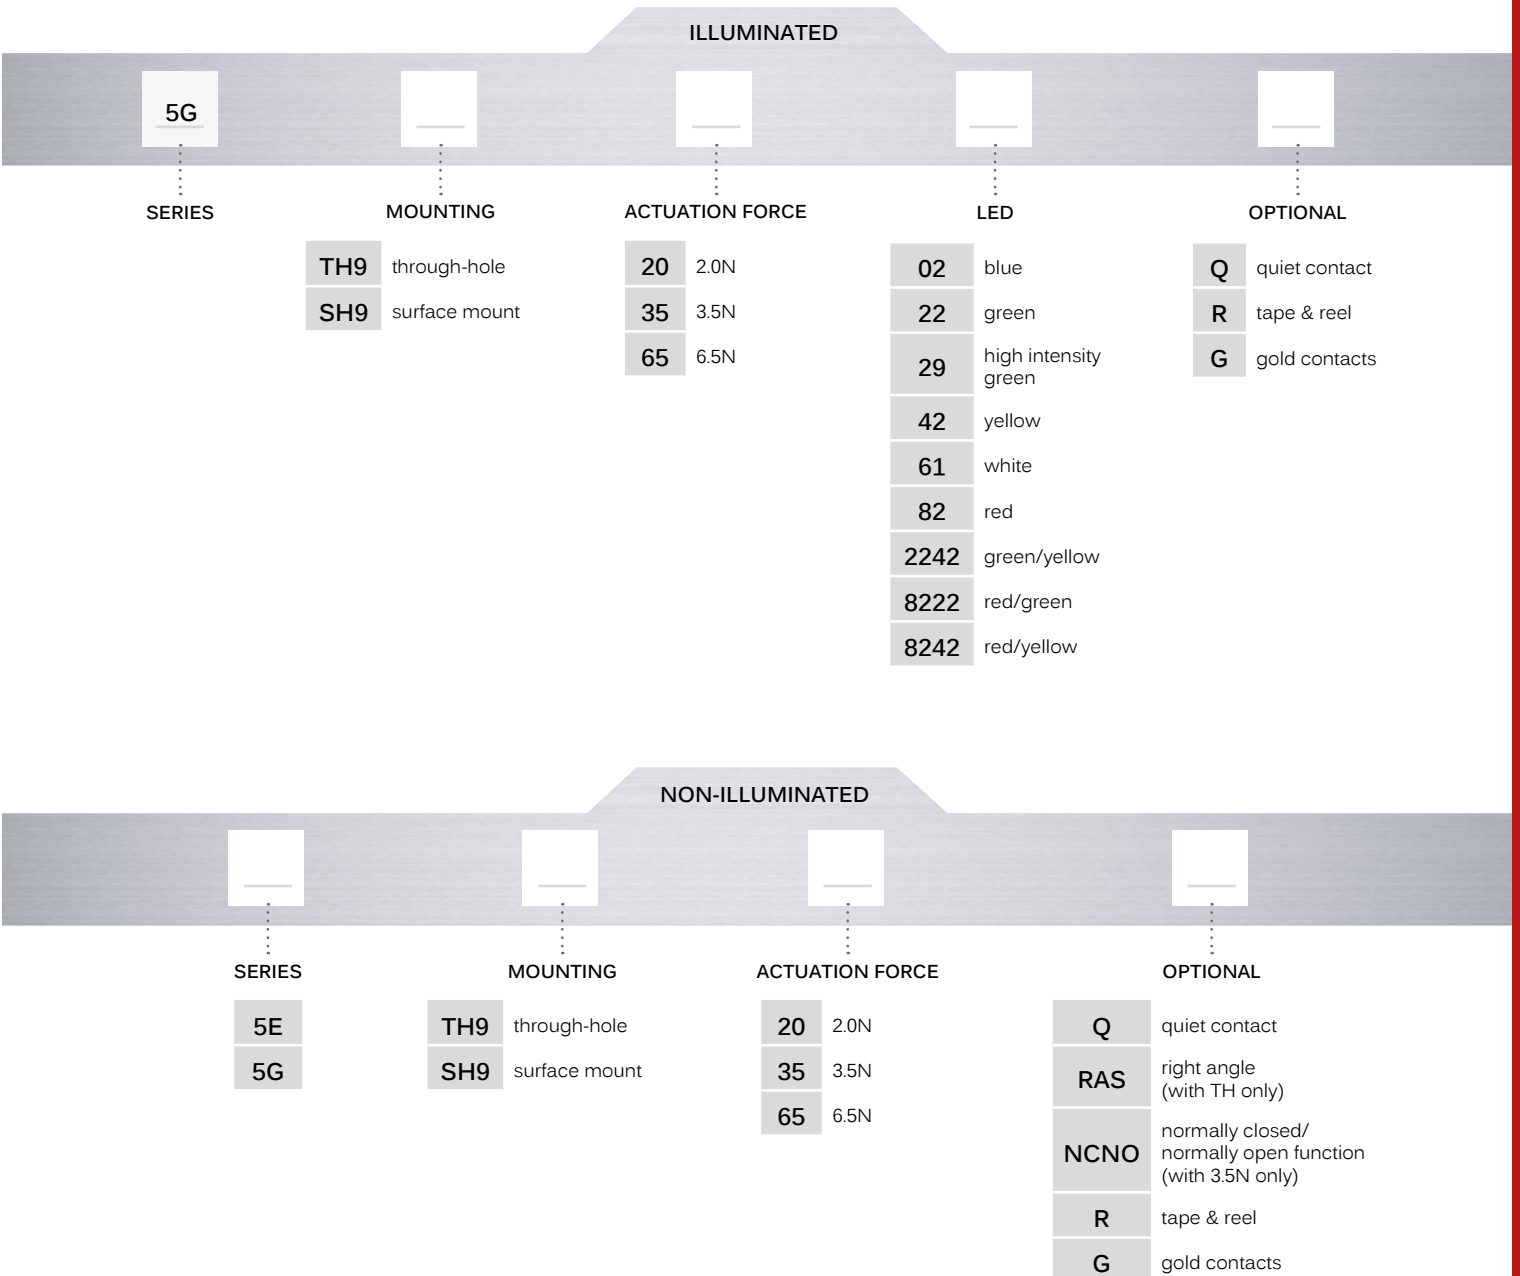 ILLUMINATED
5G
SERIES
MOUNTING
TH9 through-hole
SH9 surface mount
ACTUATION FORCE
20 2.0N
35 3.5N
65 6.5N
LED
02 blue
22 green
29 high intensity
green
42 yellow
61 white
82 red
2242 green/yellow
8222 red/green
8242 red/yellow
OPTIONAL
Q quiet contact
R tape & reel
G gold contacts
NON-ILLUMINATED
SERIES
5E
5G
MOUNTING
TH9 through-hole
SH9 surface mount
ACTUATION FORCE
20 2.0N
35 3.5N
65 6.5N
OPTIONAL
Q quiet contact
RAS right angle
(with TH only)
NCNO normally closed/
normally open function
(with 3.5N only)
R tape & reel
G gold contacts